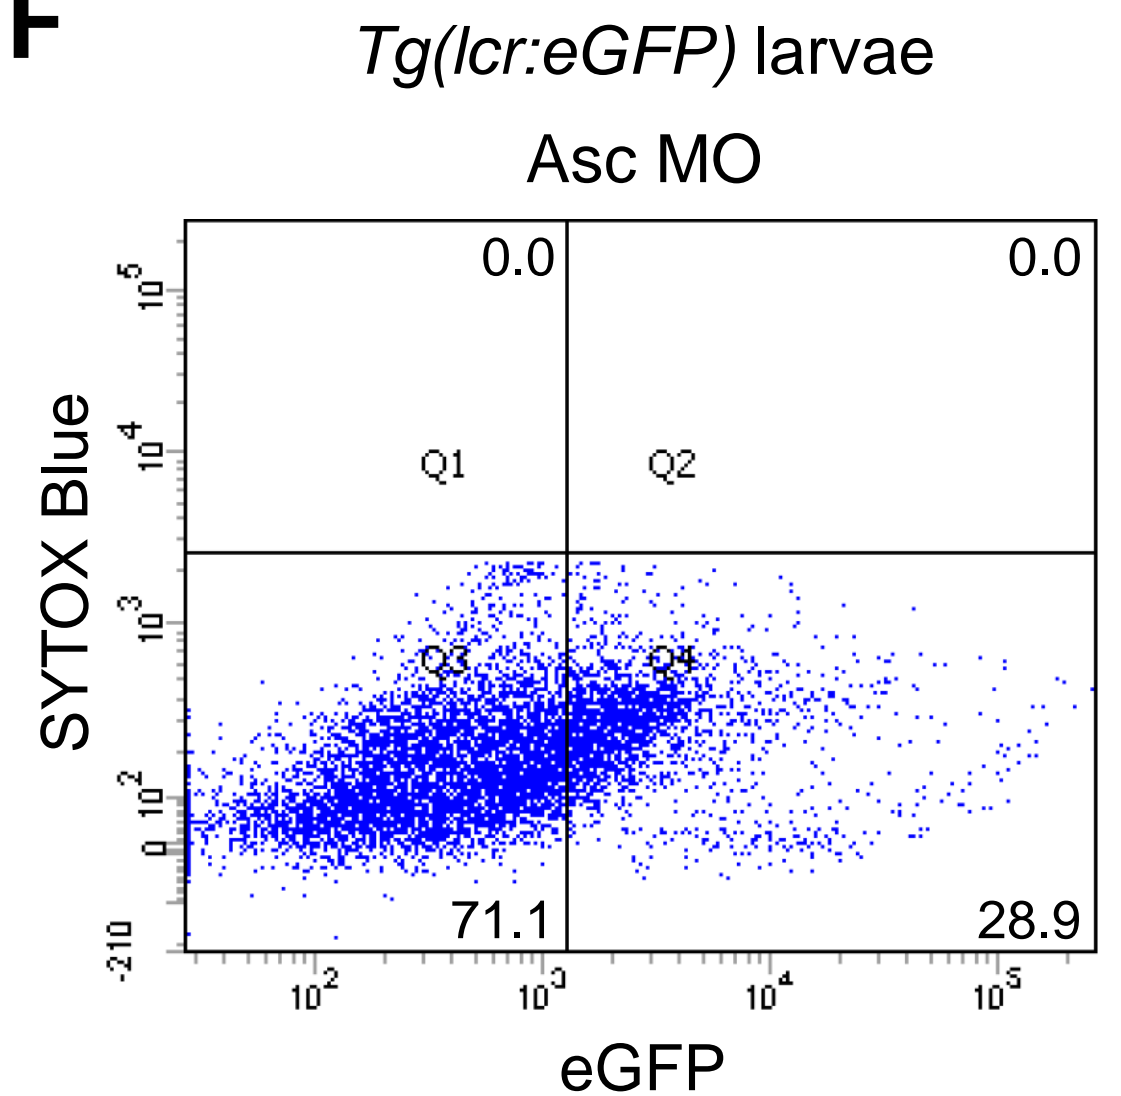 F
Tg(lcr:eGFP) larvae
Asc MO
0.0
0.0
10^5
10^4
10^3
10^2
0
-210
SYTOX Blue
Q1
Q2
Q3
Q4
71.1
28.9
10^2
10^3
10^4
10^5
eGFP